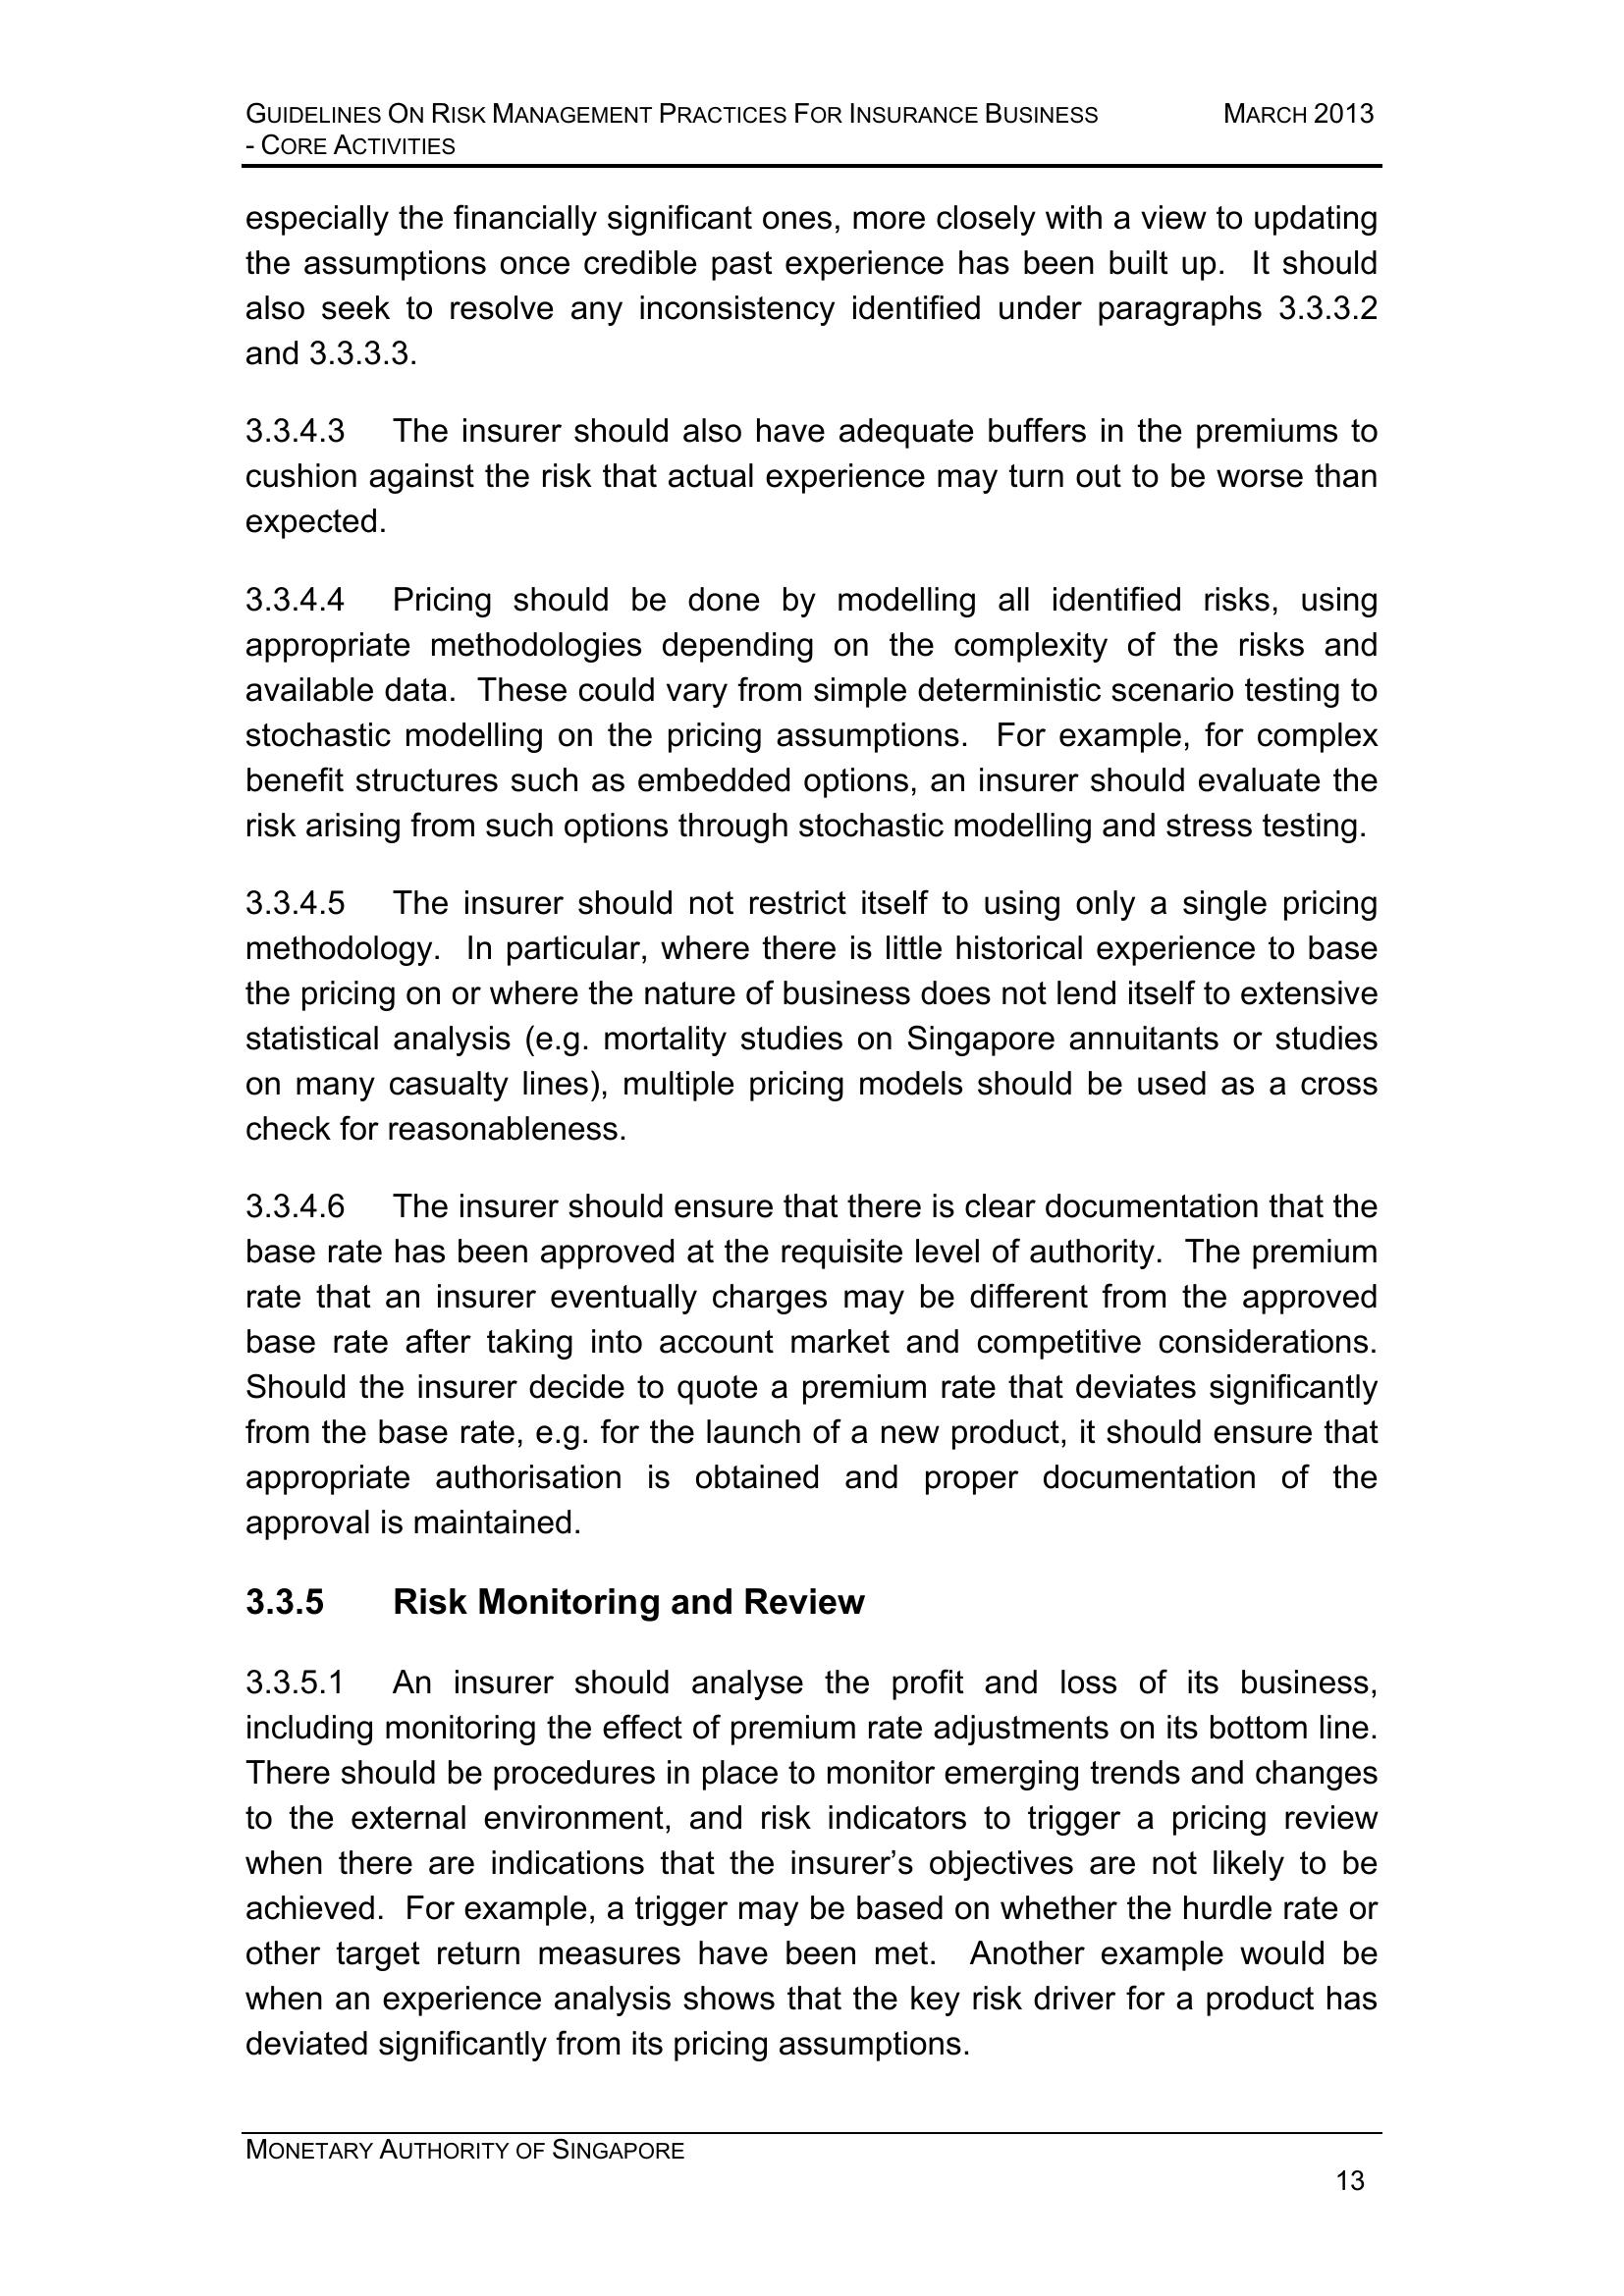 GUIDELINES ON RISK MANAGEMENT PRACTICES FOR INSURANCE BUSINESS MARCH 2013
- CORE ACTIVITIES
especially the financially significant ones, more closely with a view to updating
the assumptions once credible past experience has been built up. It should
also seek to resolve any inconsistency identified under paragraphs 3.3.3.2
and 3.3.3.3.
3.3.4.3 The insurer should also have adequate buffers in the premiums to
cushion against the risk that actual experience may turn out to be worse than
expected.
3.3.4.4 Pricing should be done by modelling all identified risks, using
appropriate methodologies depending on the complexity of the risks and
available data. These could vary from simple deterministic scenario testing to
stochastic modelling on the pricing assumptions. For example, for complex
benefit structures such as embedded options, an insurer should evaluate the
risk arising from such options through stochastic modelling and stress testing.
3.3.4.5 The insurer should not restrict itself to using only a single pricing
methodology. In particular, where there is little historical experience to base
the pricing on or where the nature of business does not lend itself to extensive
statistical analysis (e.g. mortality studies on Singapore annuitants or studies
on many casualty lines), multiple pricing models should be used as a cross
check for reasonableness.
3.3.4.6 The insurer should ensure that there is clear documentation that the
base rate has been approved at the requisite level of authority. The premium
rate that an insurer eventually charges may be different from the approved
base rate after taking into account market and competitive considerations.
Should the insurer decide to quote a premium rate that deviates significantly
from the base rate, e.g. for the launch of a new product, it should ensure that
appropriate authorisation is obtained and proper documentation of the
approval is maintained.
3.3.5 Risk Monitoring and Review
3.3.5.1 An insurer should analyse the profit and loss of its business,
including monitoring the effect of premium rate adjustments on its bottom line.
There should be procedures in place to monitor emerging trends and changes
to the external environment, and risk indicators to trigger a pricing review
when there are indications that the insurer’s objectives are not likely to be
achieved. For example, a trigger may be based on whether the hurdle rate or
other target return measures have been met. Another example would be
when an experience analysis shows that the key risk driver for a product has
deviated significantly from its pricing assumptions.
MONETARY AUTHORITY OF SINGAPORE
13